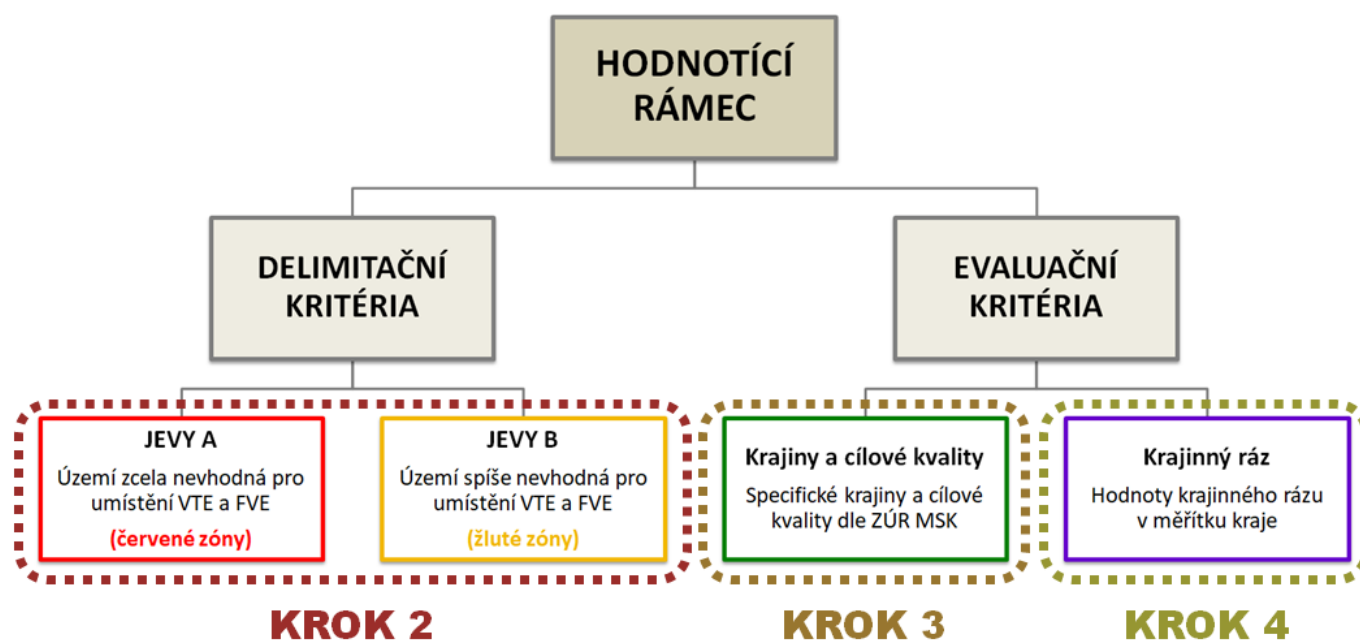 HODNOTÍCÍ
RÁMEC
DELIMITAČNÍ
KRITÉRIA
EVALUAČNÍ
KRITÉRIA
JEVY A
Území zcela nevhodná pro
umístění VTE a FVE
(červené zóny)
JEVY B
Území spíše nevhodná pro
umístění VTE a FVE
(žluté zóny)
Krajiny a cílové kvality
Specifické krajiny a cílové
kvality dle ZÚR MSK
Krajinný ráz
Hodnoty krajinného rázu
v měřítku kraje
KROK 2
KROK 3
KROK 4